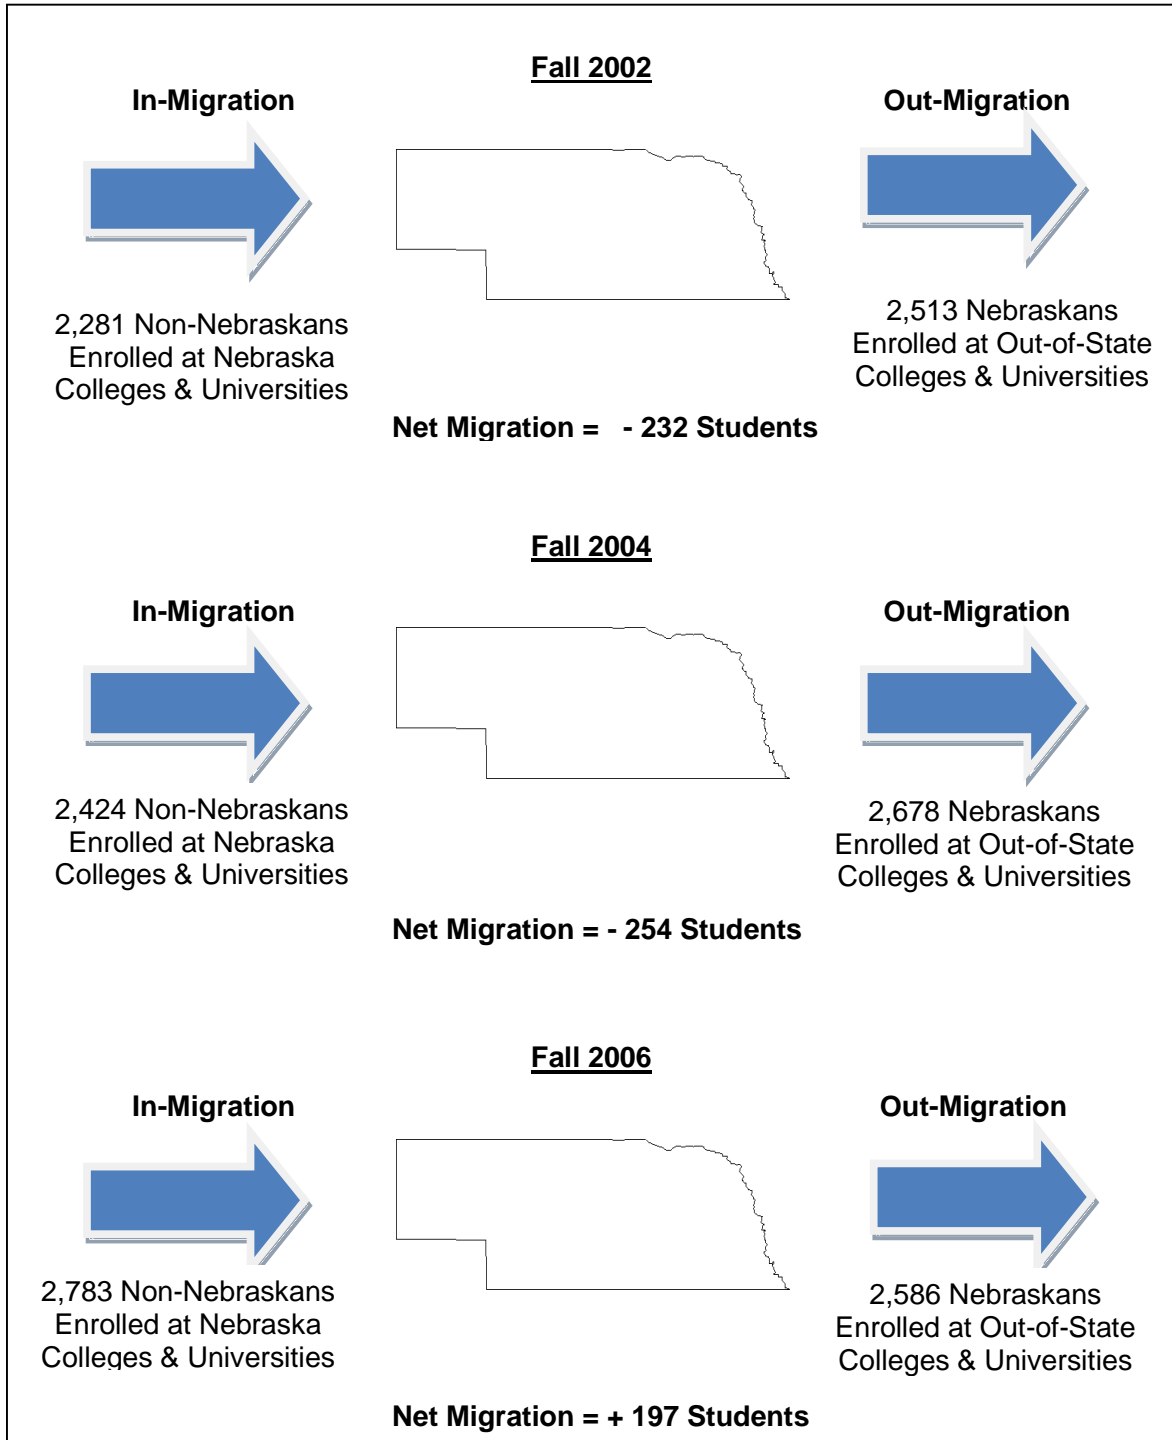 Fall 2002
In-Migration
Out-Migration
2,281 Non-Nebraskans
Enrolled at Nebraska
Colleges & Universities
2,513 Nebraskans
Enrolled at Out-of-State
Colleges & Universities
Net Migration = - 232 Students
Fall 2004
In-Migration
Out-Migration
2,424 Non-Nebraskans
Enrolled at Nebraska
Colleges & Universities
2,678 Nebraskans
Enrolled at Out-of-State
Colleges & Universities
Net Migration = - 254 Students
Fall 2006
In-Migration
Out-Migration
2,783 Non-Nebraskans
Enrolled at Nebraska
Colleges & Universities
2,586 Nebraskans
Enrolled at Out-of-State
Colleges & Universities
Net Migration = + 197 Students